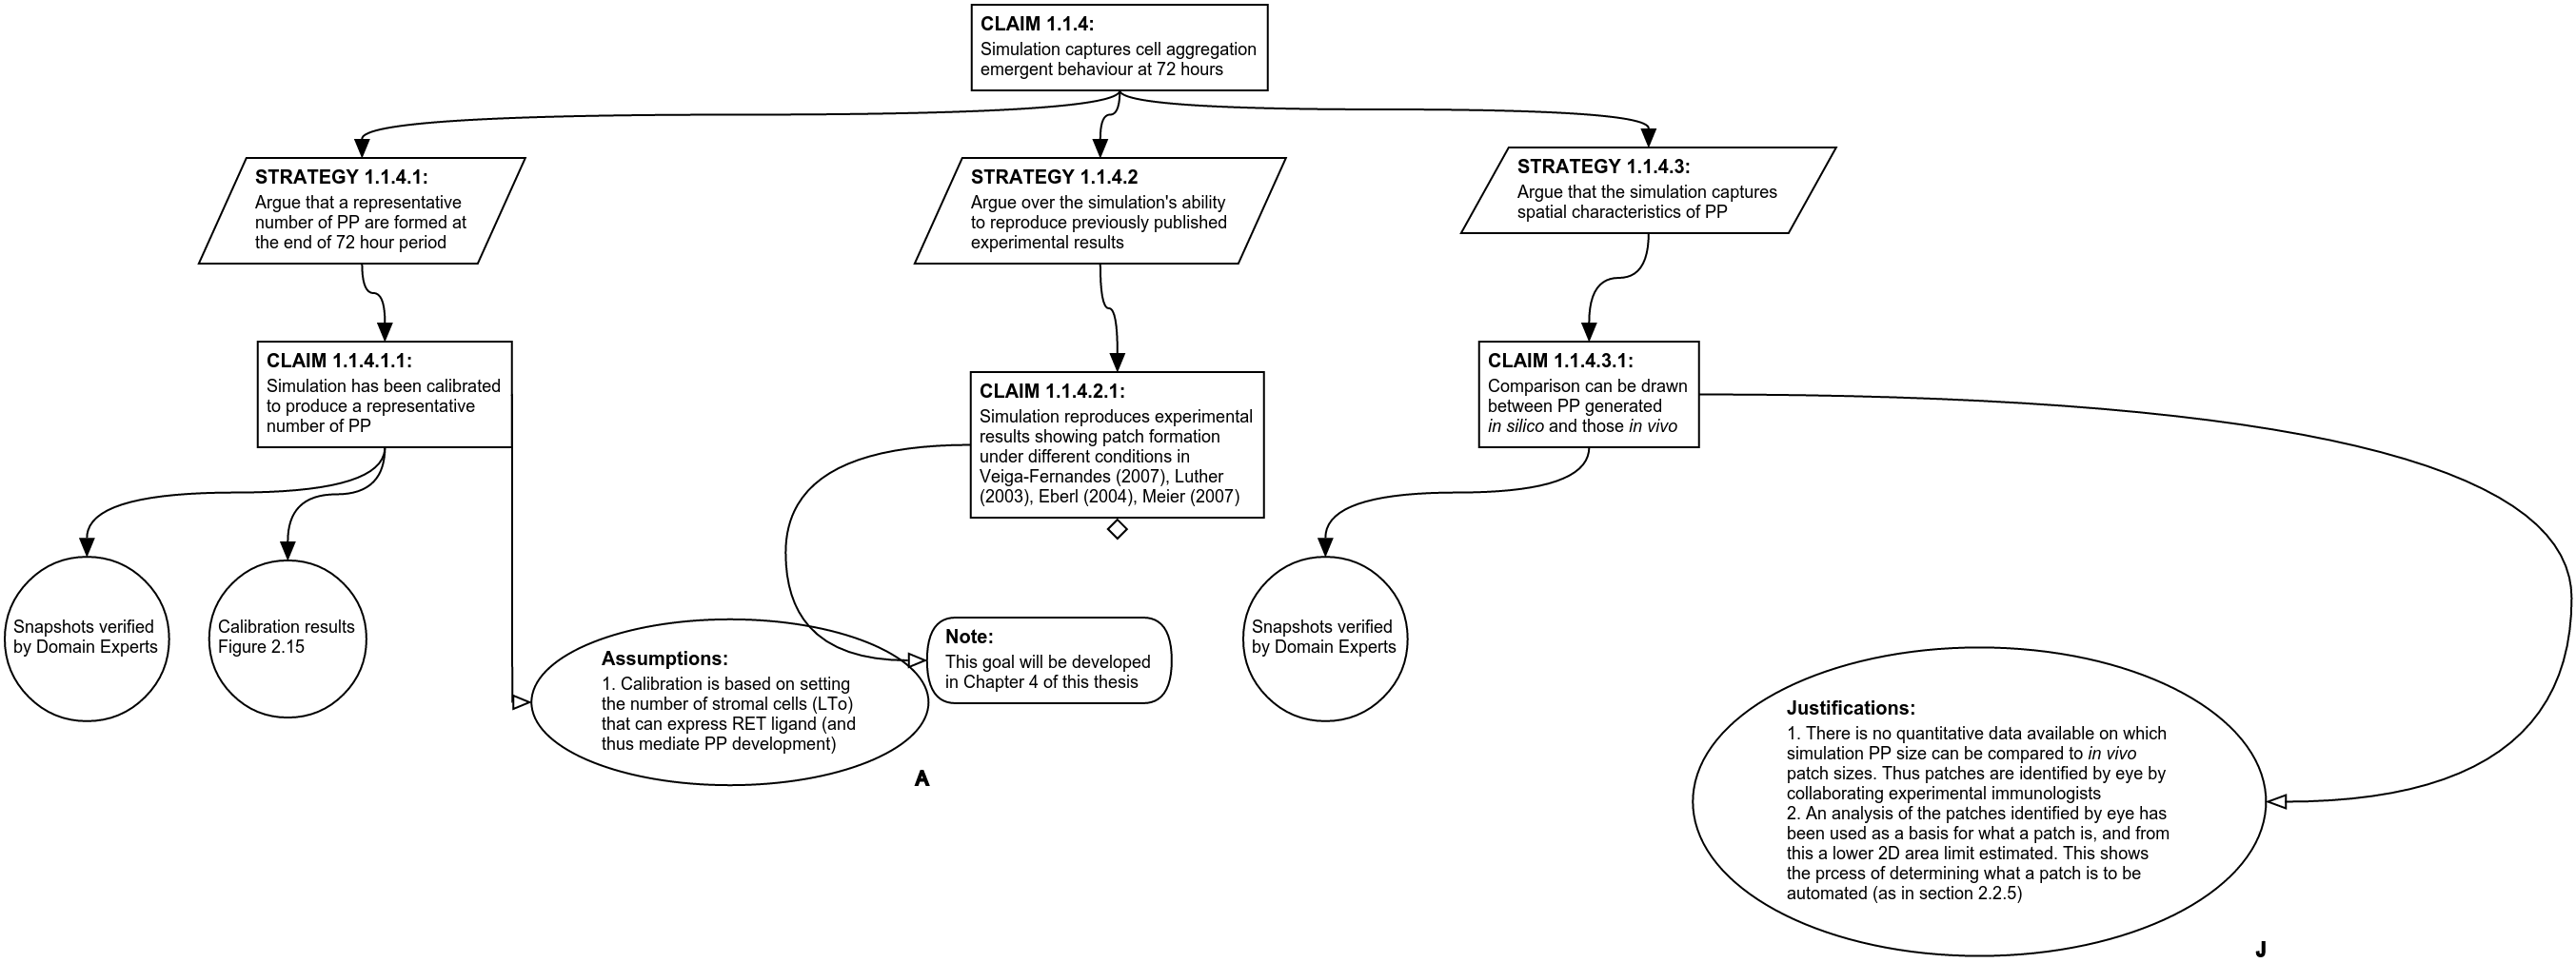 CLAIM 1.1.4:
Simulation captures cell aggregation
emergent behaviour at 72 hours
STRATEGY 1.1.4.1:
Argue that a representative
number of PP are formed at
the end of 72 hour period
STRATEGY 1.1.4.2
Argue over the simulation's ability
to reproduce previously published
experimental results
STRATEGY 1.1.4.3:
Argue that the simulation captures
spatial characteristics of PP
CLAIM 1.1.4.1.1:
Simulation has been calibrated
to produce a representative
number of PP
CLAIM 1.1.4.2.1:
Simulation reproduces experimental
results showing patch formation
under different conditions in
Veiga-Fernandes (2007), Luther
(2003), Eberl (2004), Meier (2007)
CLAIM 1.1.4.3.1:
Comparison can be drawn
between PP generated
in silico and those in vivo
Snapshots verified
by Domain Experts
Calibration results
Figure 2.15
Assumptions:
1. Calibration is based on setting
the number of stromal cells (LTo)
that can express RET ligand (and
thus mediate PP development)
A
Note:
This goal will be developed
in Chapter 4 of this thesis
Snapshots verified
by Domain Experts
Justifications:
1. There is no quantitative data available on which
simulation PP size can be compared to in vivo
patch sizes. Thus patches are identified by eye by
collaborating experimental immunologists
2. An analysis of the patches identified by eye has
been used as a basis for what a patch is, and from
this a lower 2D area limit estimated. This shows
the prcess of determining what a patch is to be
automated (as in section 2.2.5)
J